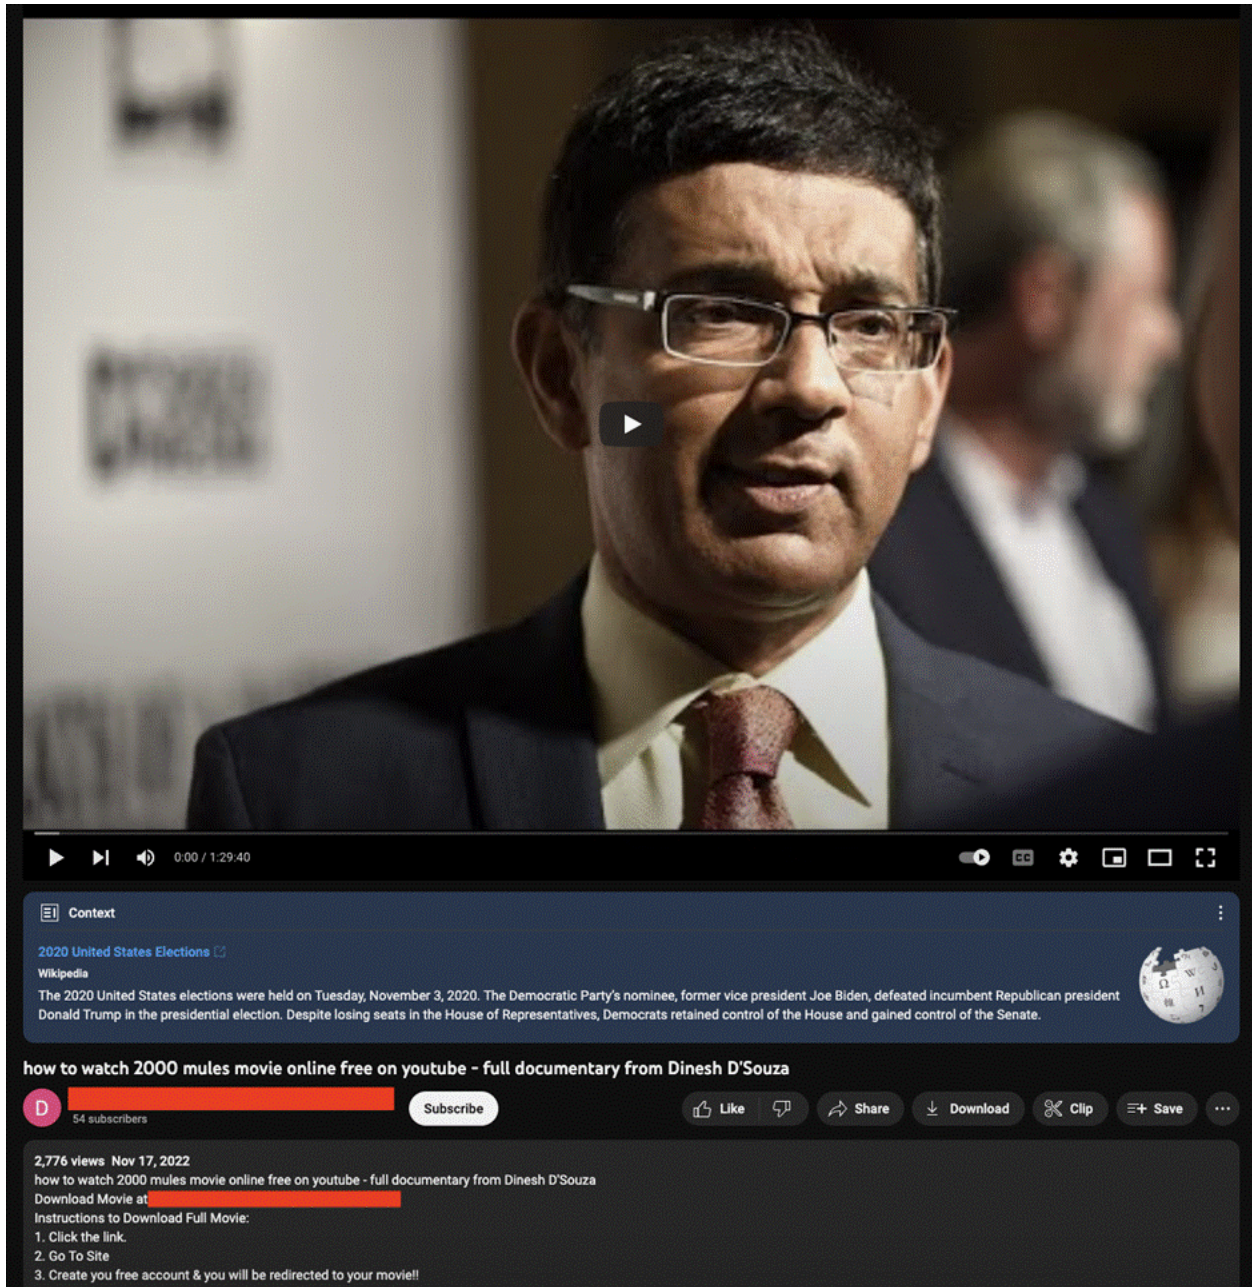 0:00 / 1:29:40
CC
Context
2020 United States Elections
Wikipedia
The 2020 United States elections were held on Tuesday, November 3, 2020. The Democratic Party's nominee, former vice president Joe Biden, defeated incumbent Republican president
Donald Trump in the presidential election. Despite losing seats in the House of Representatives, Democrats retained control of the House and gained control of the Senate.
how to watch 2000 mules movie online free on youtube - full documentary from Dinesh D'Souza
D
54 subscribers
Subscribe
Like
Share
Download
Clip
Save
2,776 views Nov 17, 2022
how to watch 2000 mules movie online free on youtube - full documentary from Dinesh D'Souza
Download Movie at
Instructions to Download Full Movie:
1. Click the link.
2. Go To Site
3. Create you free account & you will be redirected to your movie!!